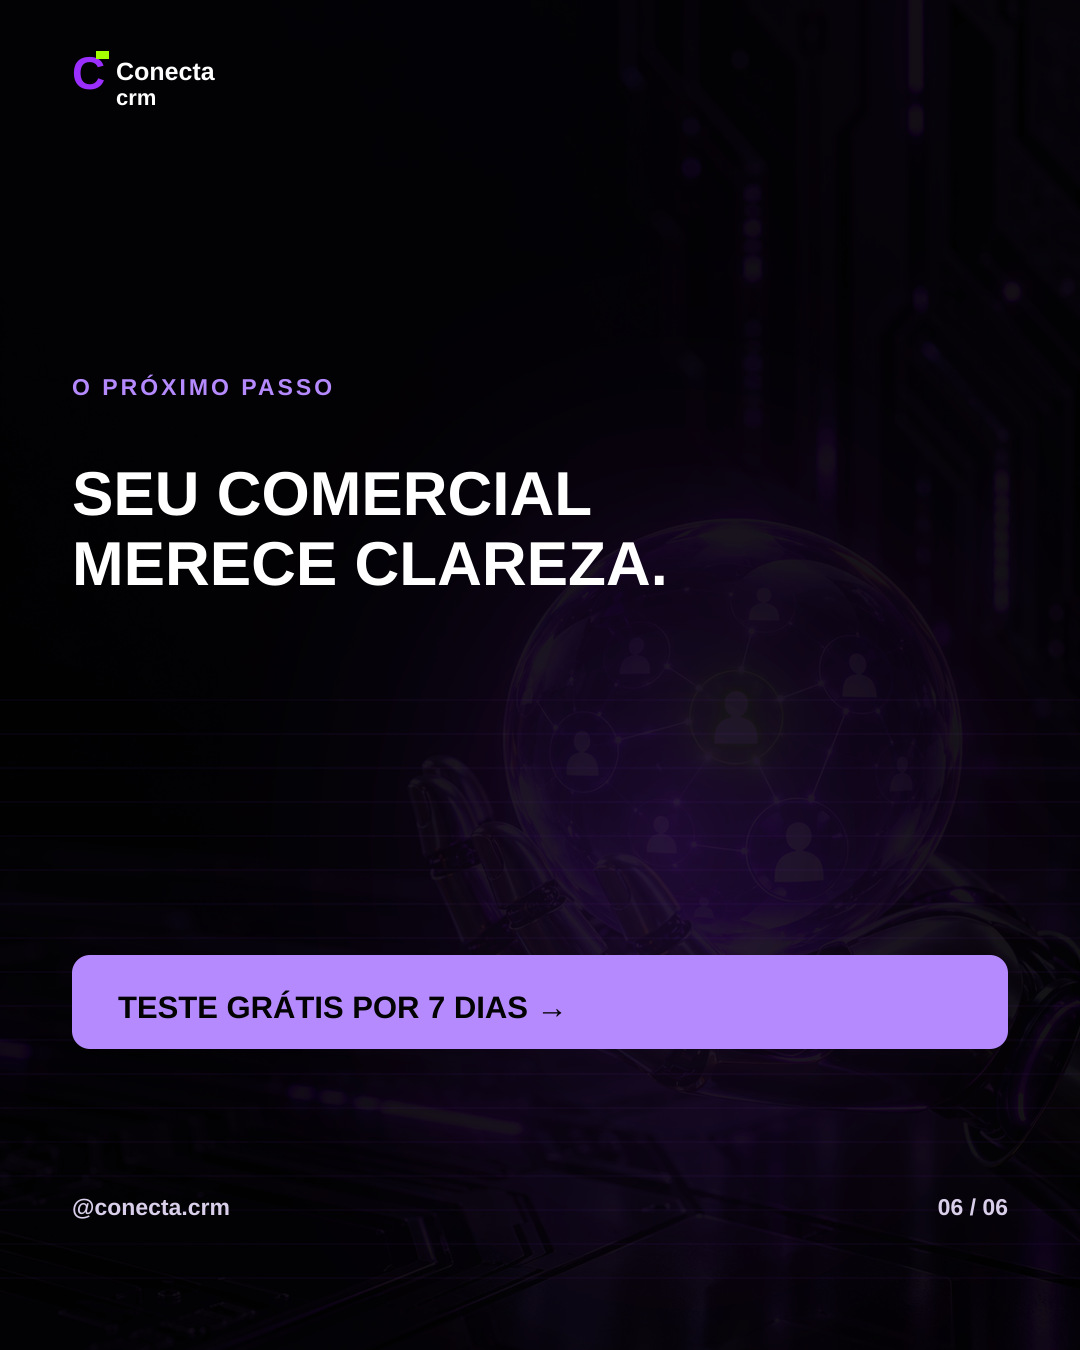 Conecta
crm
O PRÓXIMO PASSO
SEU COMERCIAL
MERECE CLAREZA.
TESTE GRÁTIS POR 7 DIAS →
@conecta.crm
06 / 06